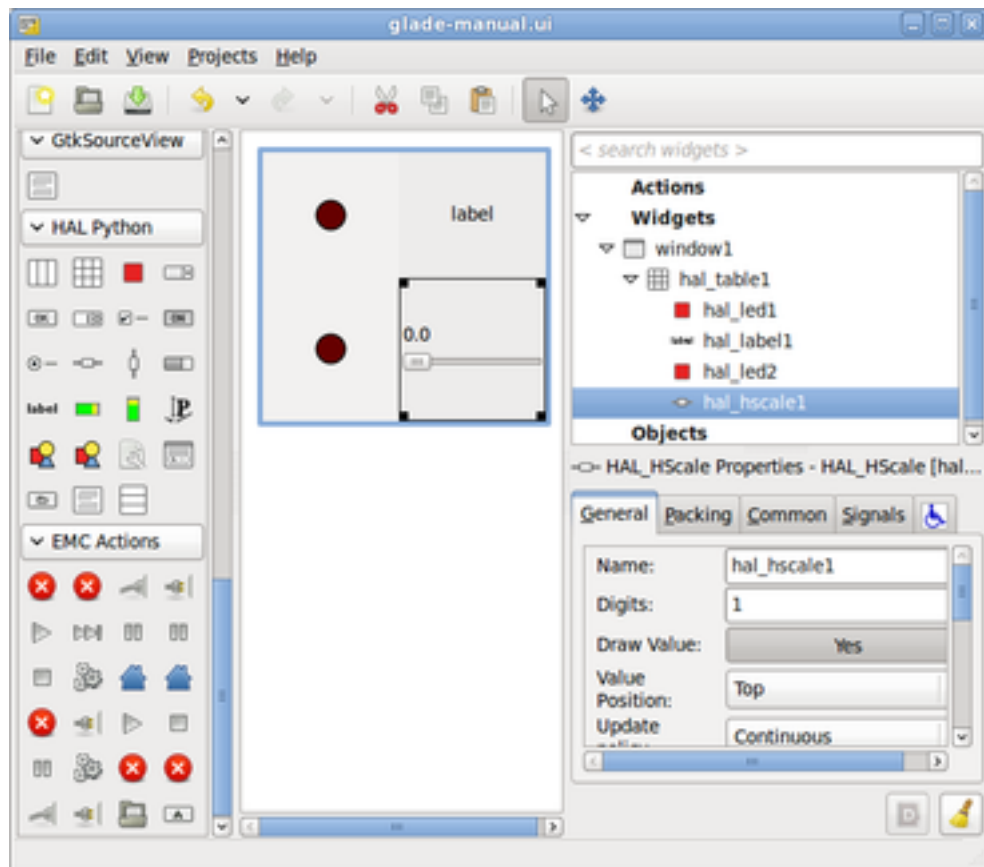 glade-manual.ui
File Edit View Projects Help
GtkSourceView
HAL Python
label
EMC Actions
label
0.0
< search widgets >
Actions
Widgets
window1
hal_table1
hal_led1
hal_label1
hal_led2
hal_hscale1
Objects
HAL_HScale Properties - HAL_HScale [hal...
General Packing Common Signals
Name: hal_hscale1
Digits: 1
Draw Value: Yes
Value
Position: Top
Update
Continuous